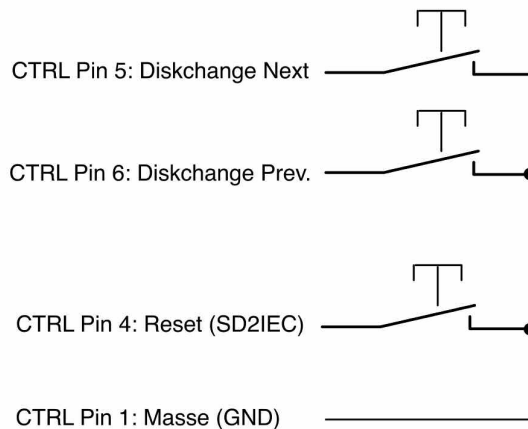 CTRL Pin 5: Diskchange Next
CTRL Pin 6: Diskchange Prev.
CTRL Pin 4: Reset (SD2IEC)
CTRL Pin 1: Masse (GND)